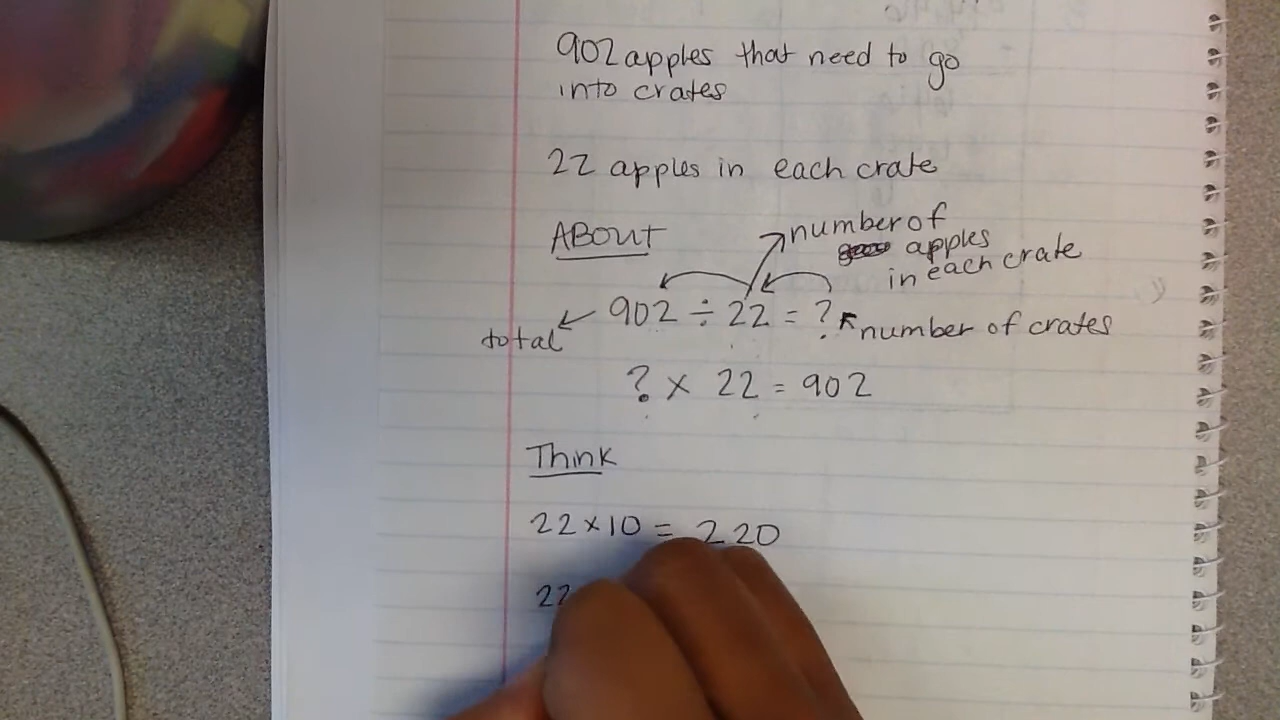 902 apples that need to go
into crates
22 apples in each crate
ABOUT
number of
apples
in each crate
902 ÷ 22 = ?
number of crates
total
? × 22 = 902
Think
22 × 10 = 220
22